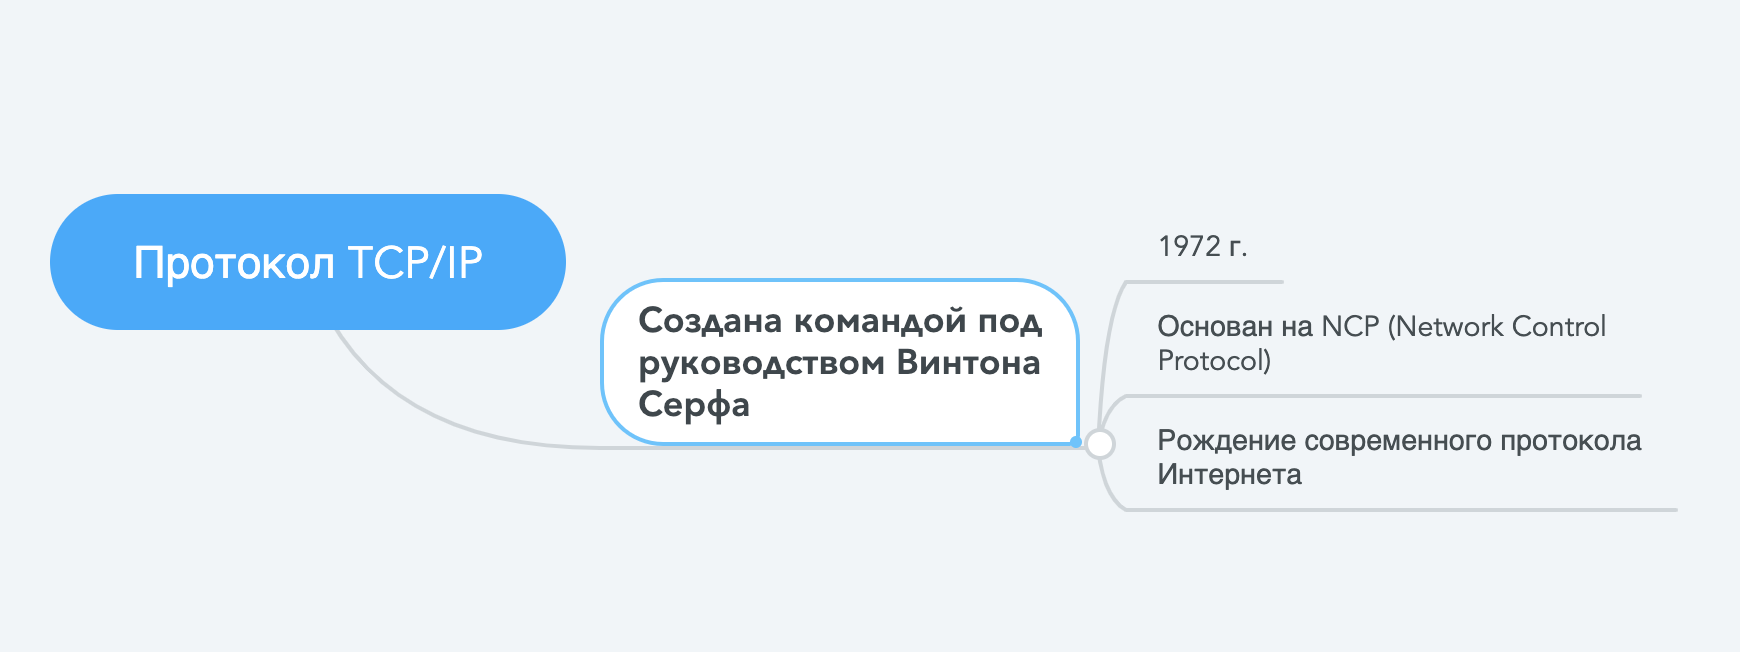 Протокол TCP/IP
Создана командой под
руководством Винтона
Серфа
1972 г.
Основан на NCP (Network Control
Protocol)
Рождение современного протокола
Интернета